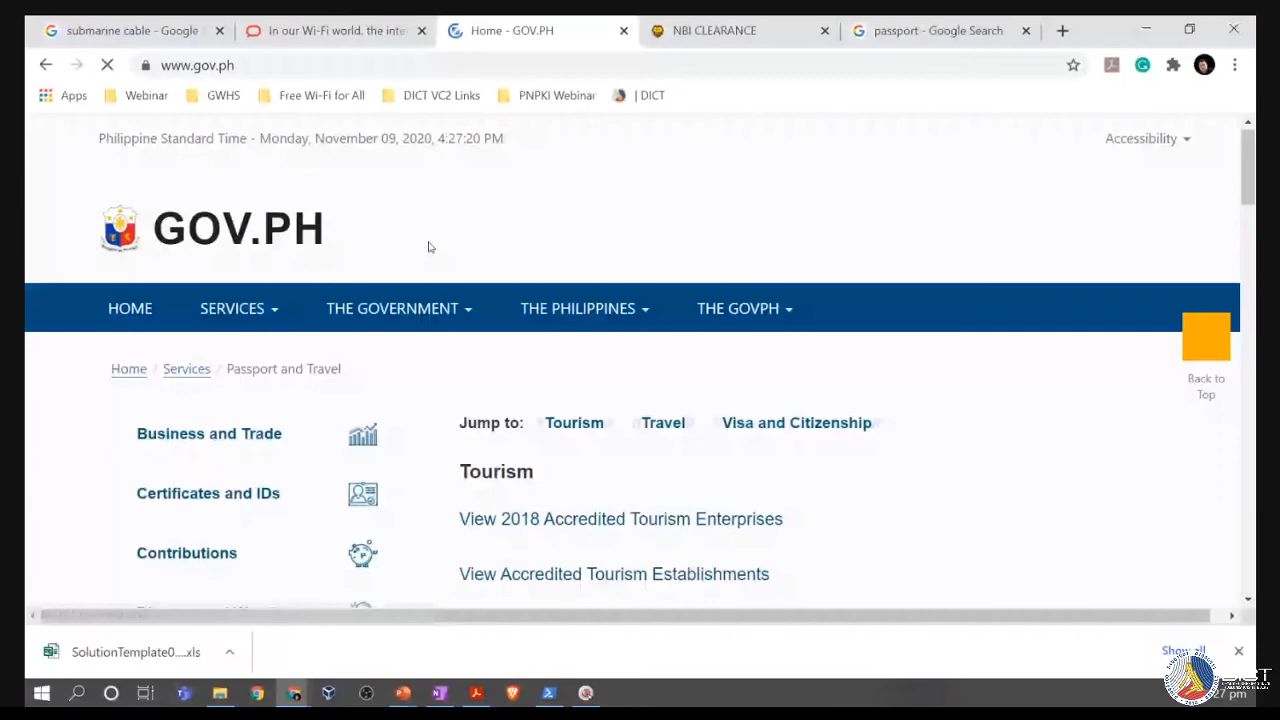 submarine cable - Google
In our Wi-Fi world, the inte
Home - GOV.PH
NBI CLEARANCE
passport - Google Search
www.gov.ph
Apps
Webinar
GWHS
Free Wi-Fi for All
DICT VC2 Links
PNPKI Webinar
| DICT
Philippine Standard Time - Monday, November 09, 2020, 4:27:20 PM
Accessibility
GOV.PH
HOME
SERVICES
THE GOVERNMENT
THE PHILIPPINES
THE GOVPH
Home / Services / Passport and Travel
Back to
Top
Jump to: Tourism Travel Visa and Citizenship
Business and Trade
Tourism
Certificates and IDs
View 2018 Accredited Tourism Enterprises
Contributions
View Accredited Tourism Establishments
SolutionTemplate0....xls
Show all
DICT
27 pm